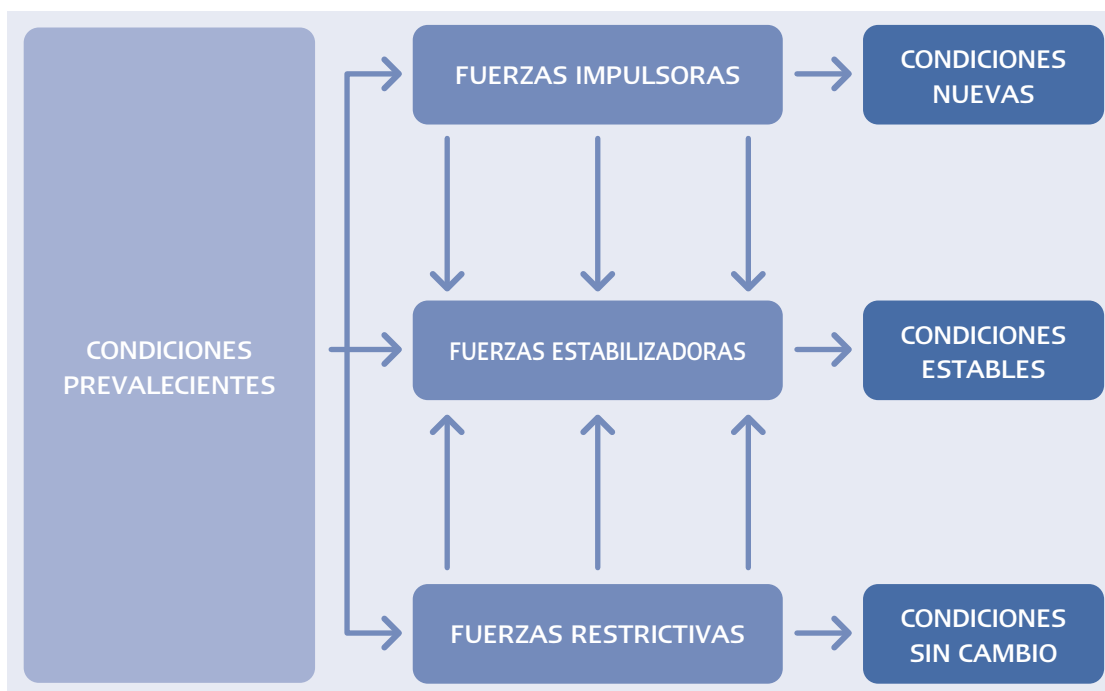 FUERZAS IMPULSORAS
CONDICIONES
NUEVAS
CONDICIONES
PREVALECIENTES
FUERZAS ESTABILIZADORAS
CONDICIONES
ESTABLES
FUERZAS RESTRICTIVAS
CONDICIONES
SIN CAMBIO